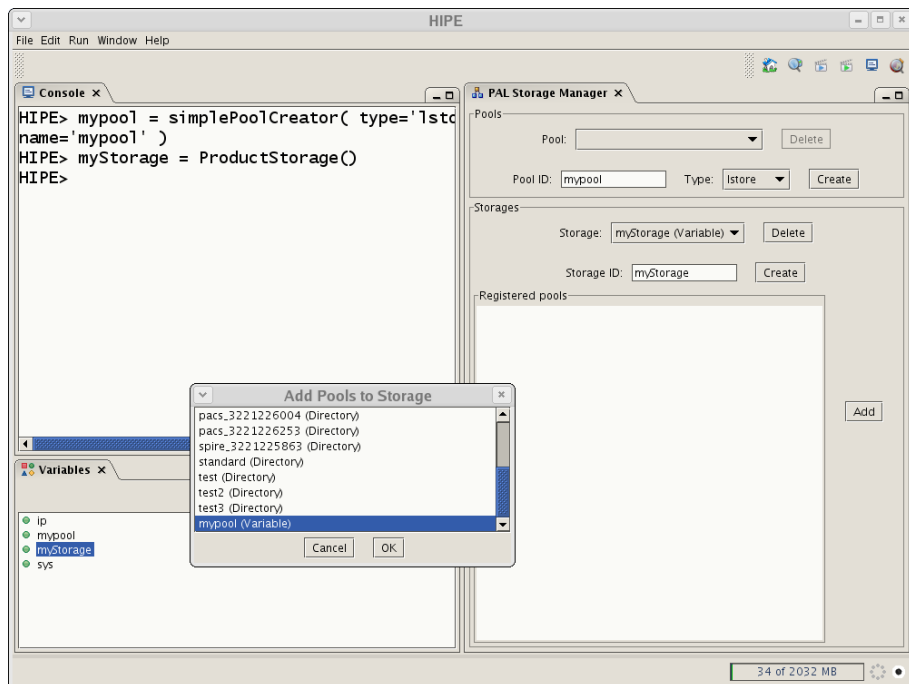 HIPE
File Edit Run Window Help
Console
HIPE> mypool = simplePoolCreator( type='lsto
name='mypool' )
HIPE> myStorage = ProductStorage()
HIPE>
PAL Storage Manager
Pools
Pool:
Delete
Pool ID: mypool Type: lstore Create
Storages
Storage: myStorage (Variable) Delete
Storage ID: myStorage Create
Registered pools
Add
Add Pools to Storage
pacs_3221226004 (Directory)
pacs_3221226253 (Directory)
spire_3221225863 (Directory)
standard (Directory)
test (Directory)
test2 (Directory)
test3 (Directory)
mypool (Variable)
Cancel OK
Variables
ip
mypool
myStorage
sys
34 of 2032 MB